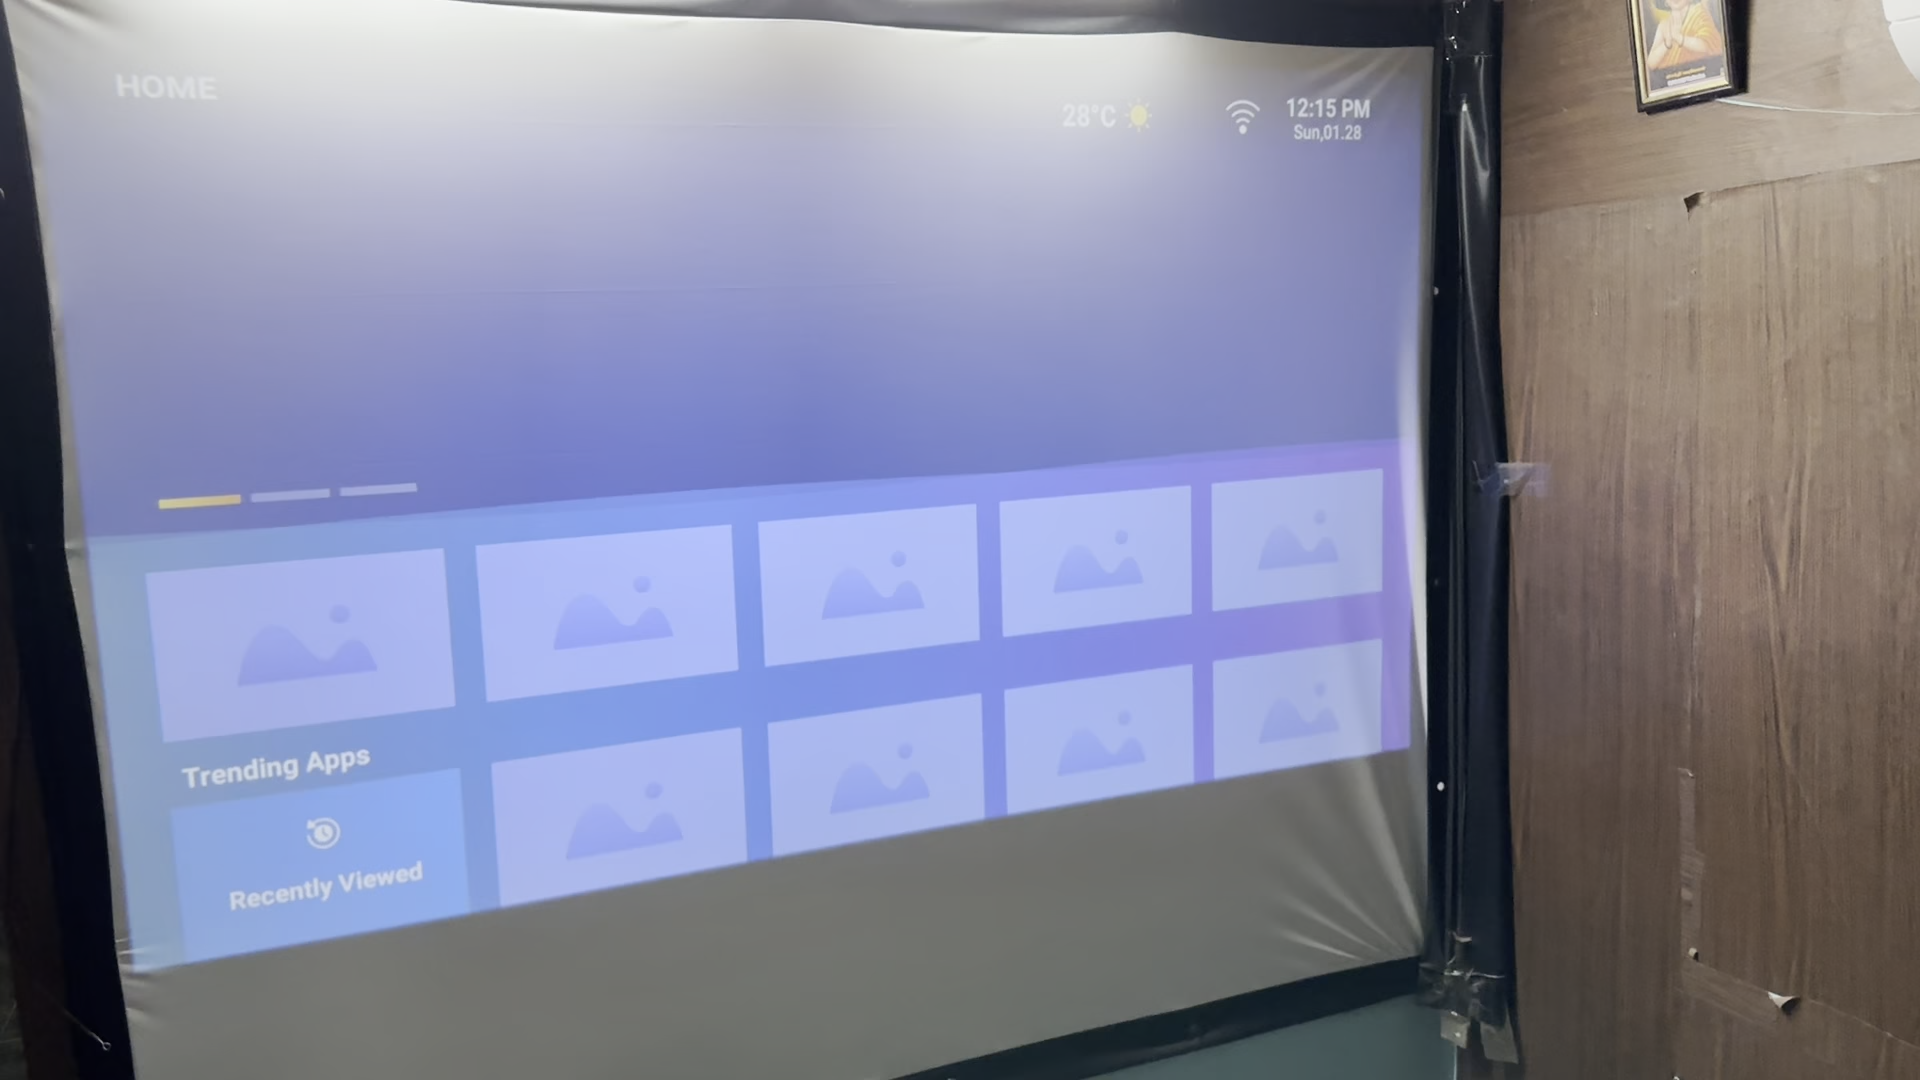 HOME
28°C
12:15 PM
Sun,01.28
Trending Apps
Recently Viewed